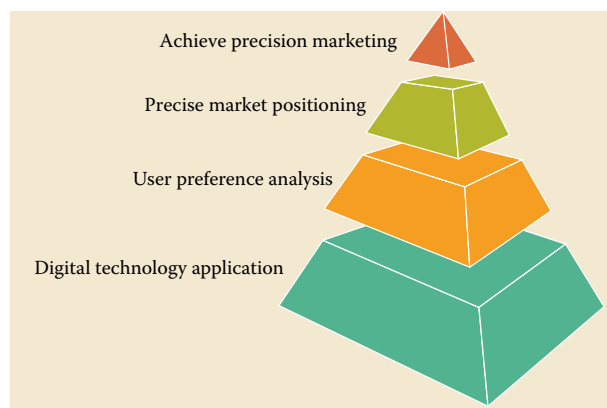 Achieve precision marketing
Precise market positioning
User preference analysis
Digital technology application